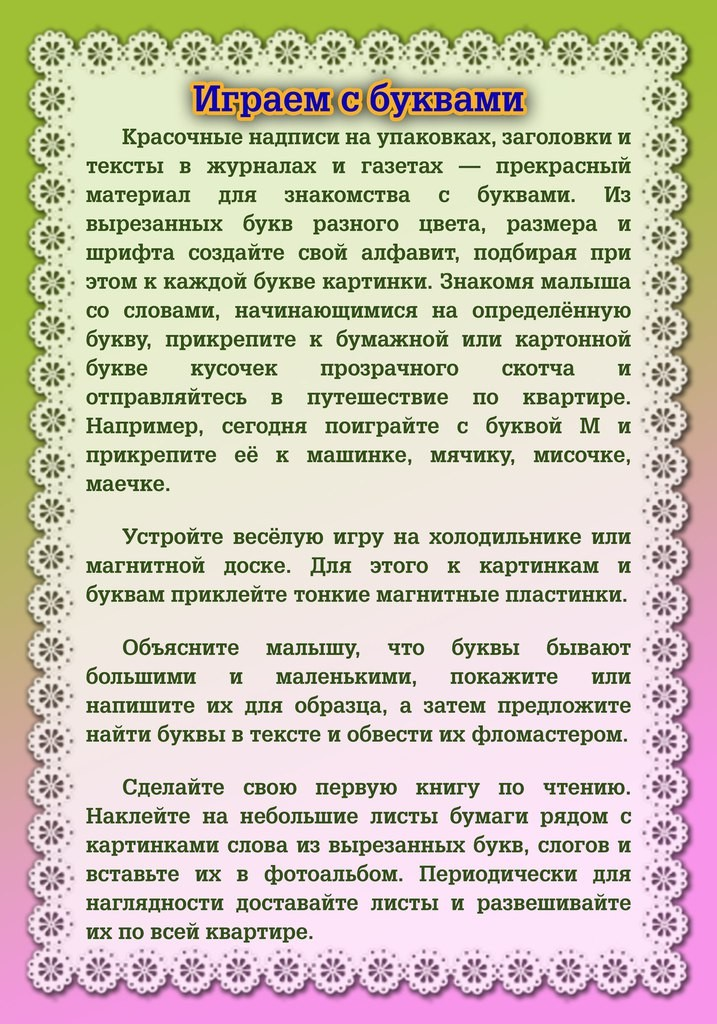 Играем с буквами
Красочные надписи на упаковках, заголовки и
тексты в журналах и газетах — прекрасный
материал для знакомства с буквами. Из
вырезанных букв разного цвета, размера и
шрифта создайте свой алфавит, подбирая при
этом к каждой букве картинки. Знакомя малыша
со словами, начинающимися на определённую
букву, прикрепите к бумажной или картонной
букве кусочек прозрачного скотча и
отправляйтесь в путешествие по квартире.
Например, сегодня поиграйте с буквой М и
прикрепите её к машинке, мячику, мисочке,
маечке.
Устройте весёлую игру на холодильнике или
магнитной доске. Для этого к картинкам и
буквам приклейте тонкие магнитные пластинки.
Объясните малышу, что буквы бывают
большими и маленькими, покажите или
напишите их для образца, а затем предложите
найти буквы в тексте и обвести их фломастером.
Сделайте свою первую книгу по чтению.
Наклейте на небольшие листы бумаги рядом с
картинками слова из вырезанных букв, слогов и
вставьте их в фотоальбом. Периодически для
наглядности доставайте листы и развешивайте
их по всей квартире.